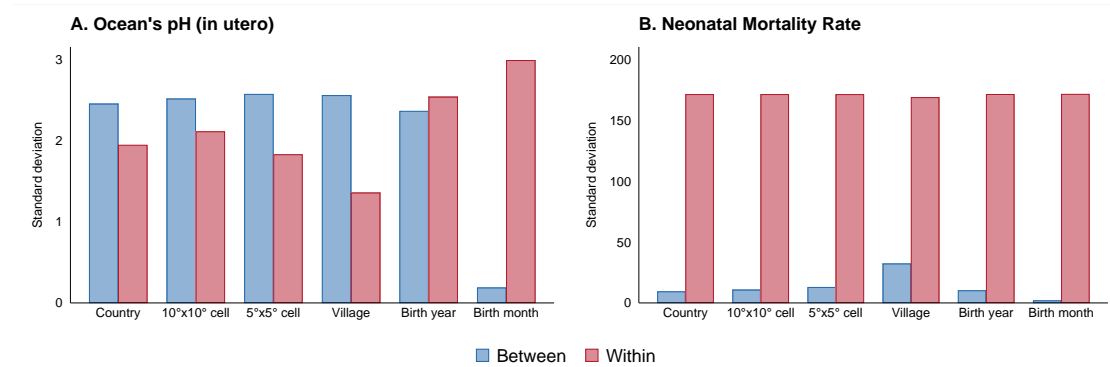 A. Ocean's pH (in utero)
Standard deviation
3
2
1
0
Country
10°x10° cell
5°x5° cell
Village
Birth year
Birth month
B. Neonatal Mortality Rate
Standard deviation
200
150
100
50
0
Country
10°x10° cell
5°x5° cell
Village
Birth year
Birth month
Between
Within